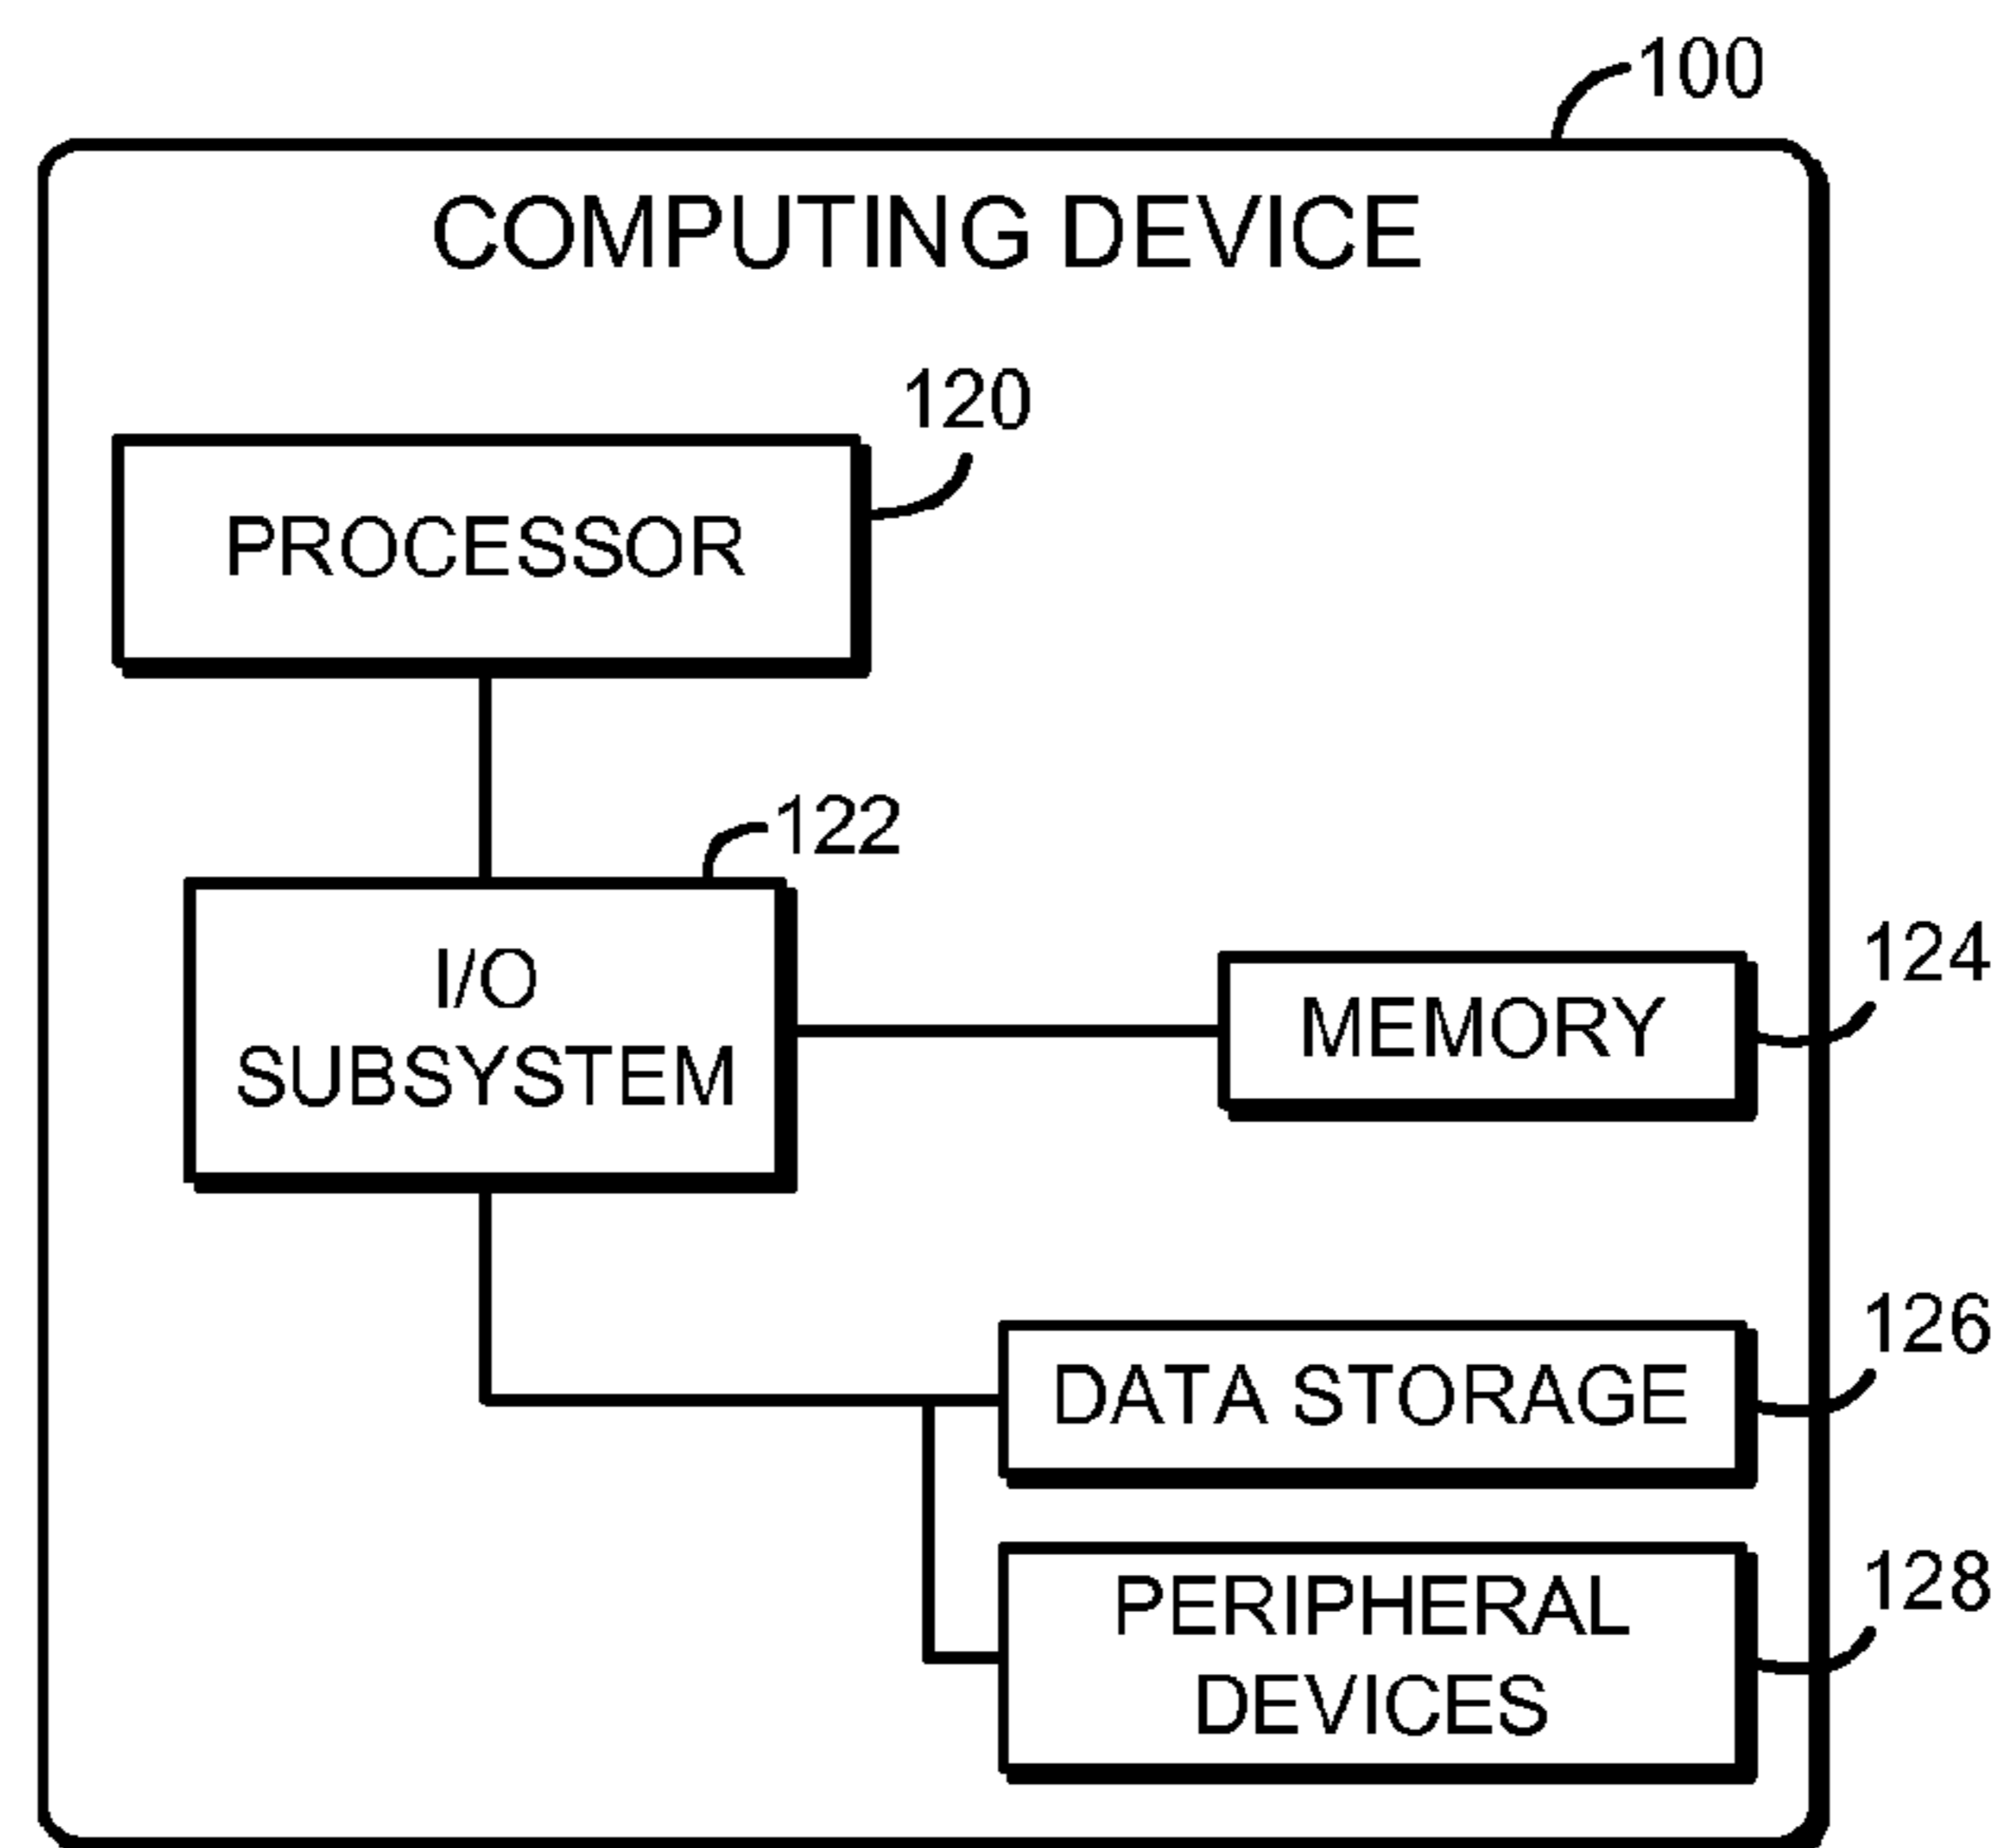 100
COMPUTING DEVICE
120
PROCESSOR
122
I/O
SUBSYSTEM
124
MEMORY
126
DATA STORAGE
128
PERIPHERAL
DEVICES